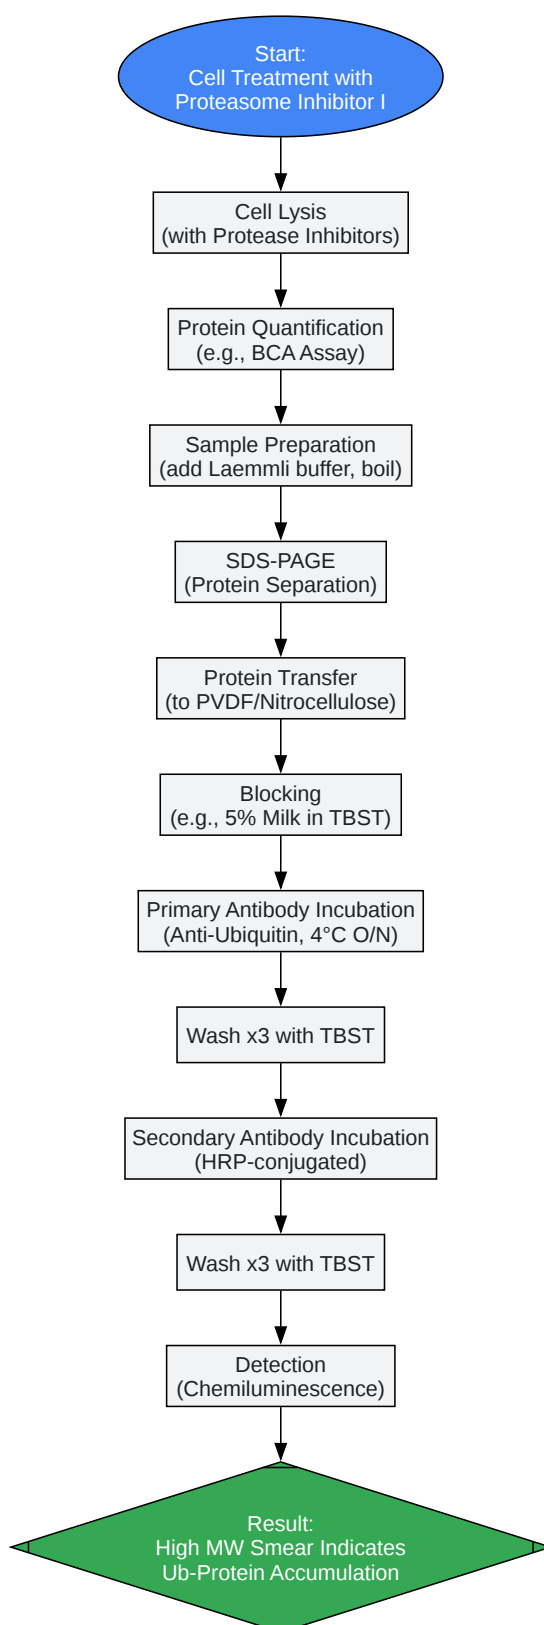 Start:
Cell Treatment with
Proteasome Inhibitor I
Cell Lysis
(with Protease Inhibitors)
Protein Quantification
(e.g., BCA Assay)
Sample Preparation
(add Laemmli buffer, boil)
SDS-PAGE
(Protein Separation)
Protein Transfer
(to PVDF/Nitrocellulose)
Blocking
(e.g., 5% Milk in TBST)
Primary Antibody Incubation
(Anti-Ubiquitin, 4°C O/N)
Wash x3 with TBST
Secondary Antibody Incubation
(HRP-conjugated)
Wash x3 with TBST
Detection
(Chemiluminescence)
Result:
High MW Smear Indicates
Ub-Protein Accumulation